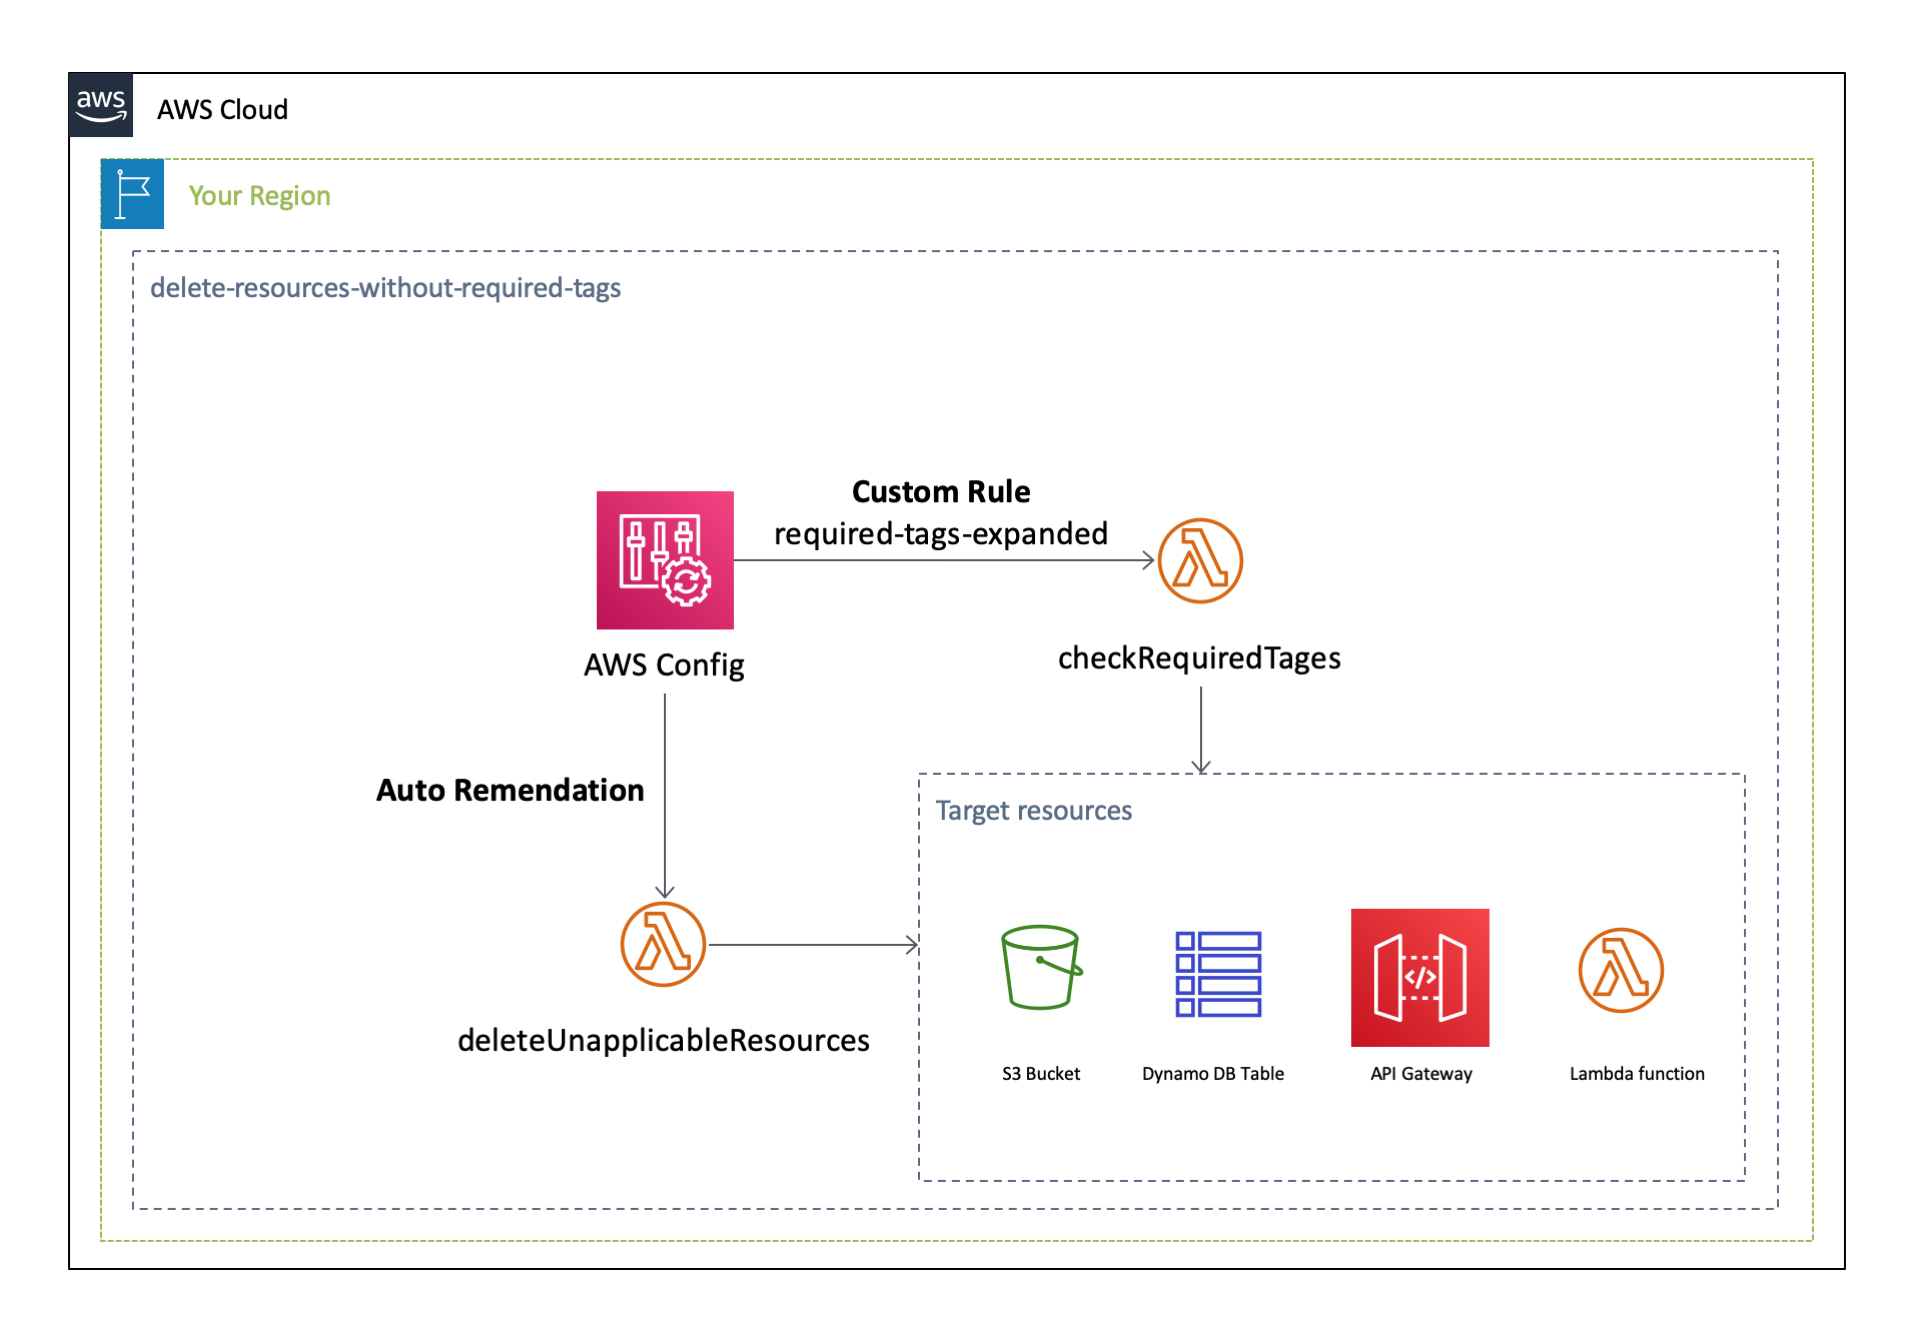 aws
AWS Cloud
Your Region
delete-resources-without-required-tags
Custom Rule
required-tags-expanded
AWS Config
checkRequiredTages
Auto Remendation
Target resources
</>
deleteUnapplicableResources
S3 Bucket
Dynamo DB Table
API Gateway
Lambda function